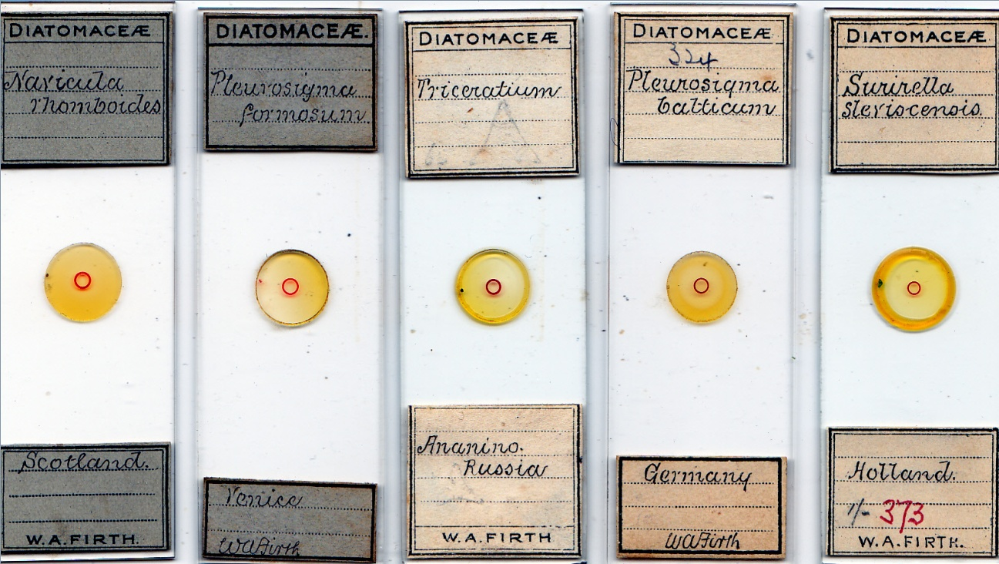 DIATOMACEÆ
Navicula
rhomboides
Scotland.
W.A.FIRTH.
DIATOMACEÆ.
Pleurosigma
formosum
Venice
WAFirth
DIATOMACEÆ
Triceratium
Ananino.
Russia
W.A.FIRTH
DIATOMACEÆ
324
Pleurosigma
balticum
Germany
WAFirth
DIATOMACEÆ.
Surirella
Holland.
1/- 373
W.A.FIRTH.